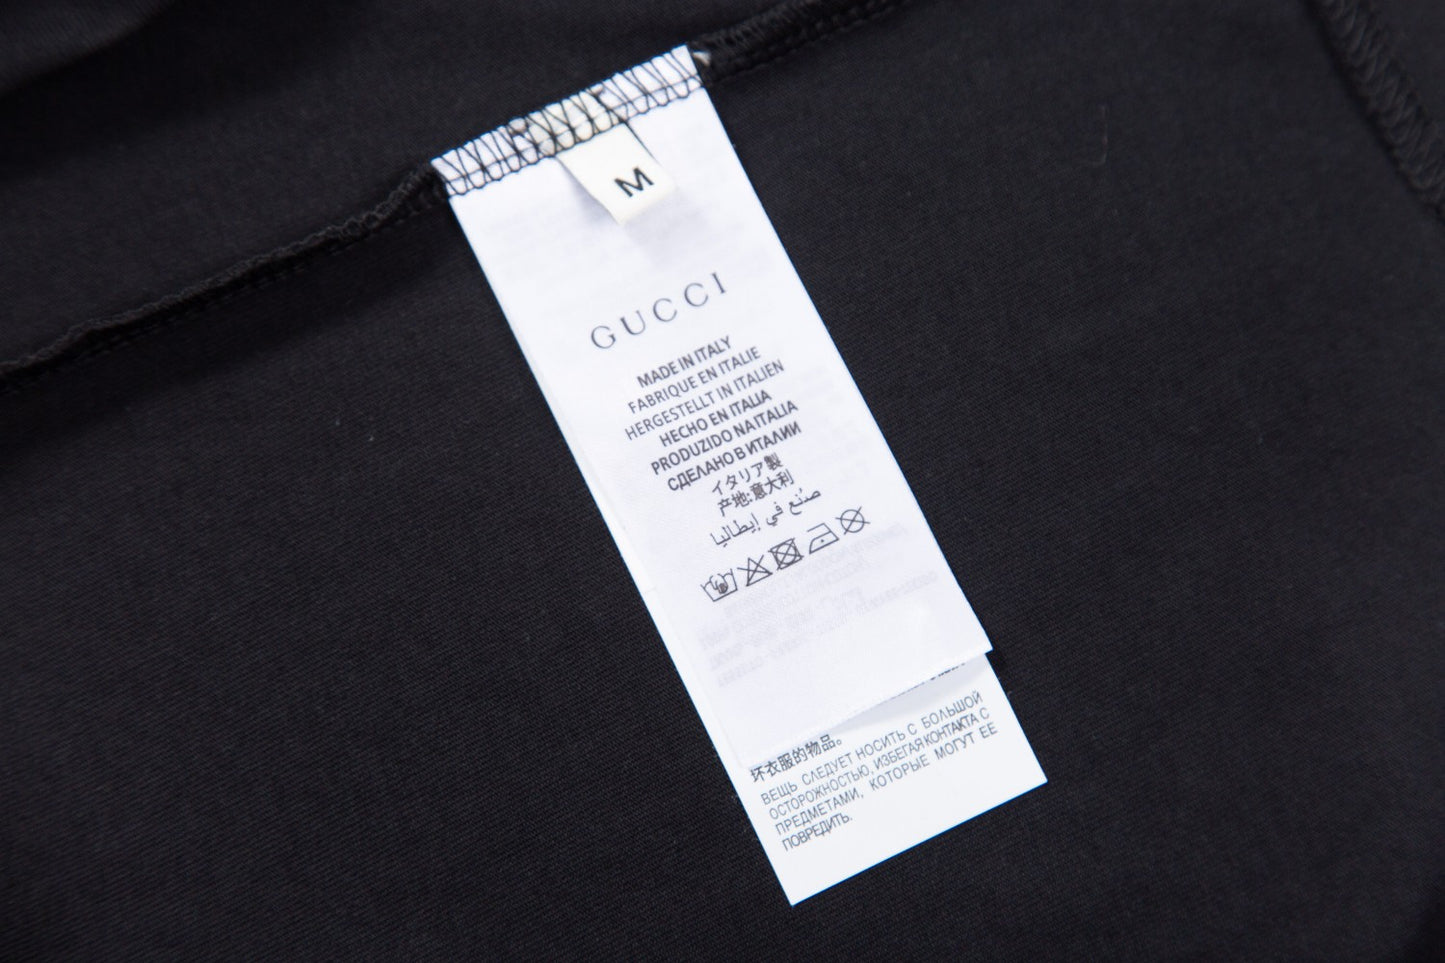 M
GUCCI
MADE IN ITALY
FABRIQUE EN ITALIE
HERGESTELLT IN ITALIEN
HECHO EN ITALIA
PRODUZIDO NA ITALIA
СДЕЛАНО В ИТАЛИИ
イタリア製
产地:意大利
صُنع في إيطاليا
坏衣服的物品。
ВЕЩЬ СЛЕДУЕТ НОСИТЬ С БОЛЬШОЙ
ОСТОРОЖНОСТЬЮ, ИЗБЕГАЯ КОНТАКТА С
ПРЕДМЕТАМИ, КОТОРЫЕ МОГУТ ЕЕ
ПОВРЕДИТЬ.